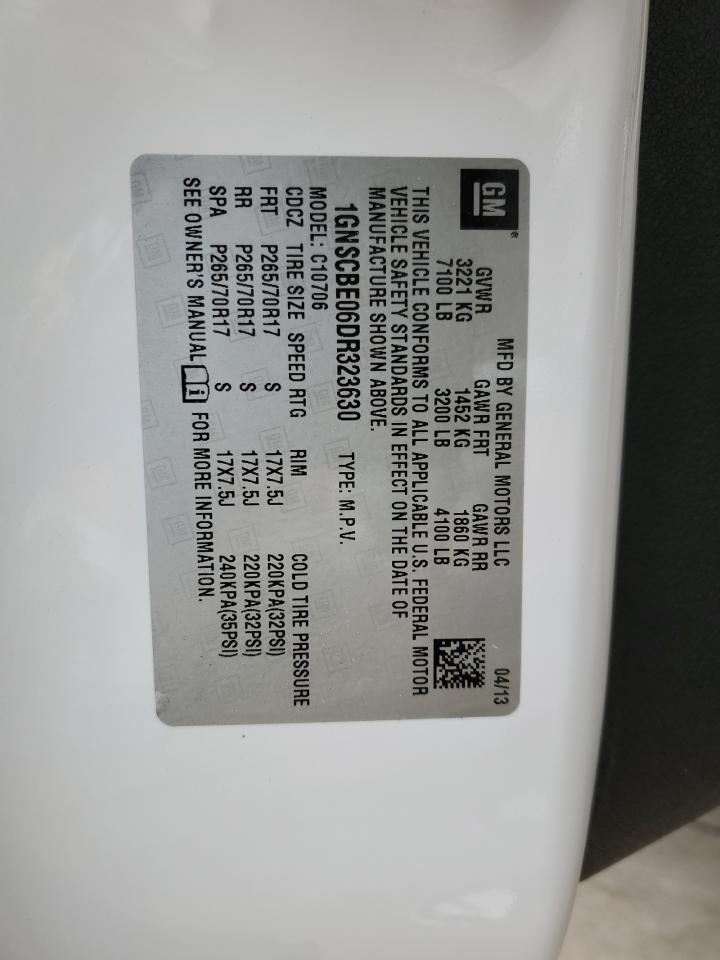 GM®
MFD BY GENERAL MOTORS LLC 04/13
GVWR GAWR FRT GAWR RR
3221 KG 1452 KG 1860 KG
7100 LB 3200 LB 4100 LB
THIS VEHICLE CONFORMS TO ALL APPLICABLE U.S. FEDERAL MOTOR
VEHICLE SAFETY STANDARDS IN EFFECT ON THE DATE OF
MANUFACTURE SHOWN ABOVE.
1GNSCBE06DR323630 TYPE: M.P.V.
MODEL: C10706
CDCZ TIRE SIZE SPEED RTG RIM COLD TIRE PRESSURE
FRT P265/70R17 S 17X7.5J 220KPA(32PSI)
RR P265/70R17 S 17X7.5J 220KPA(32PSI)
SPA P265/70R17 S 17X7.5J 240KPA(35PSI)
SEE OWNER'S MANUAL i FOR MORE INFORMATION.